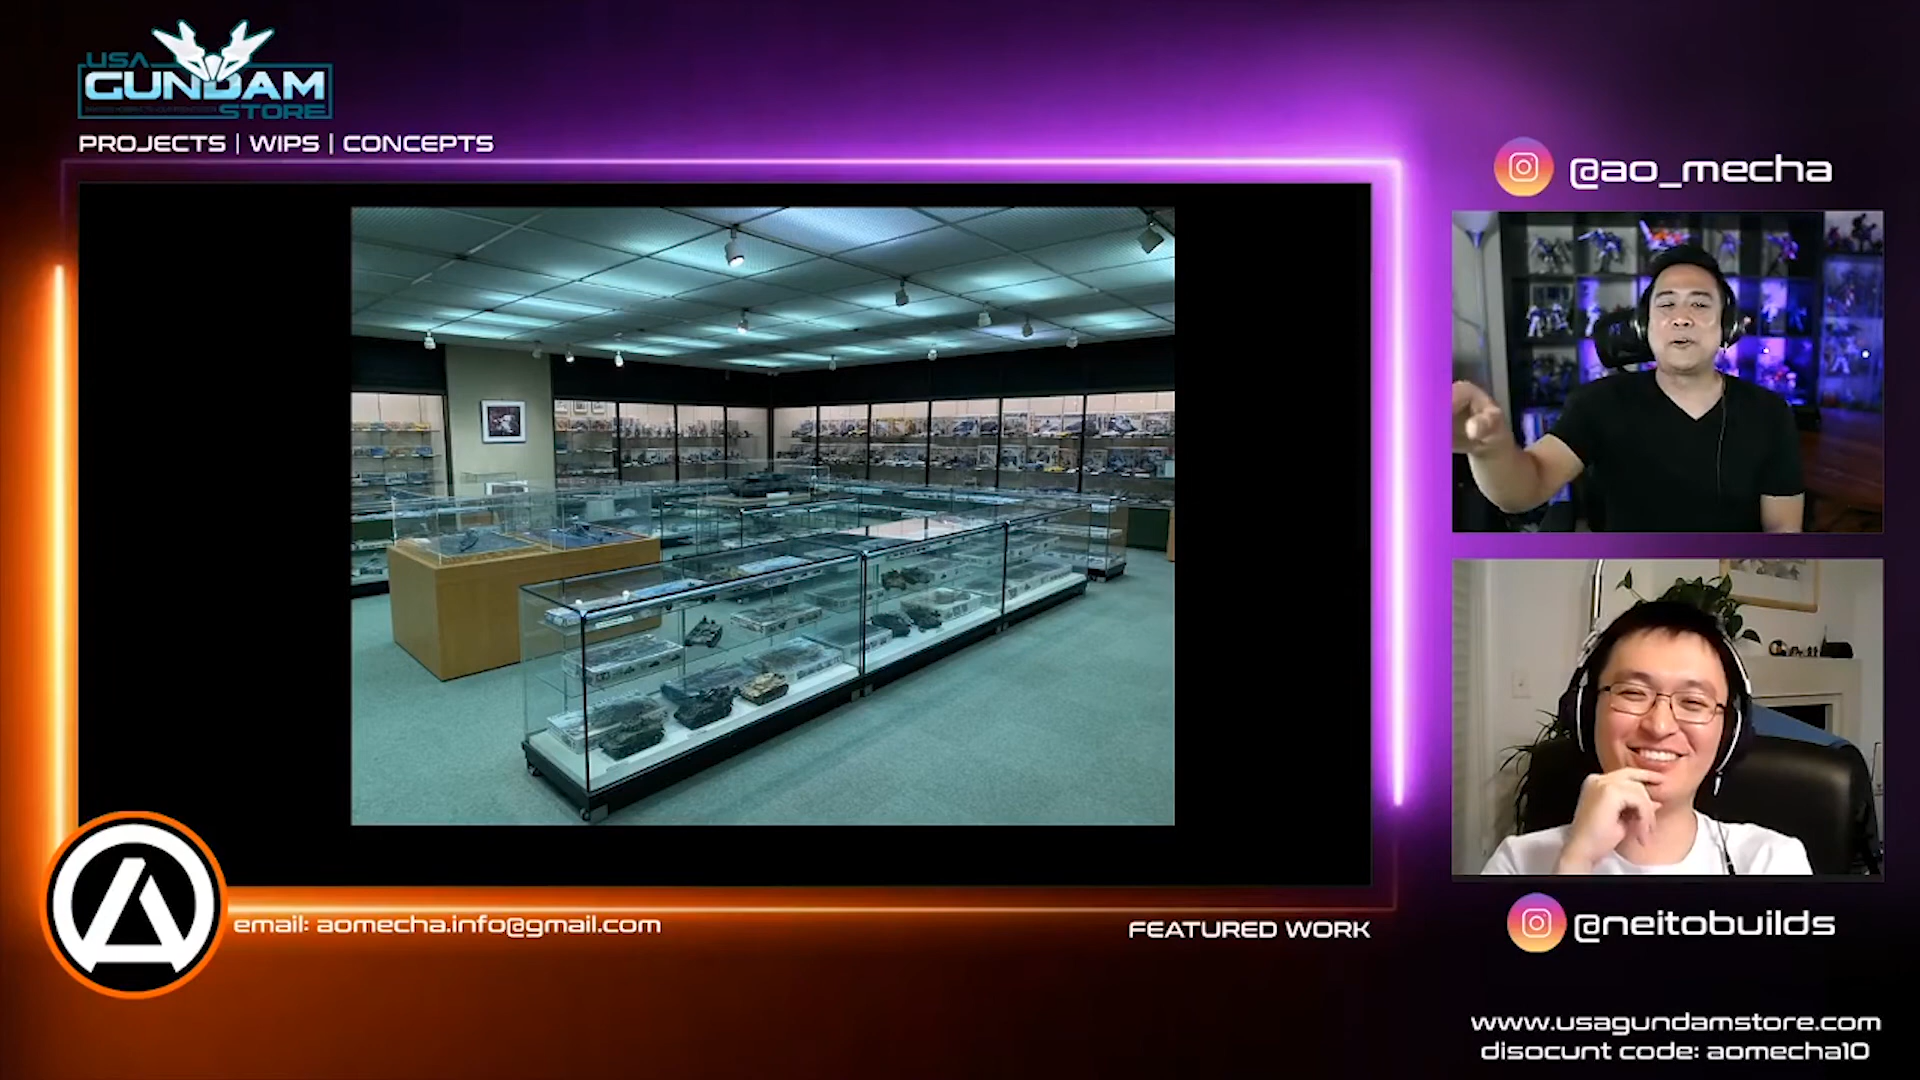 USA
GUNDAM
STORE
PROJECTS | WIPS | CONCEPTS
@ao_mecha
email: aomecha.info@gmail.com
FEATURED WORK
@neitobuilds
www.usagundamstore.com
disocunt code: aomecha10